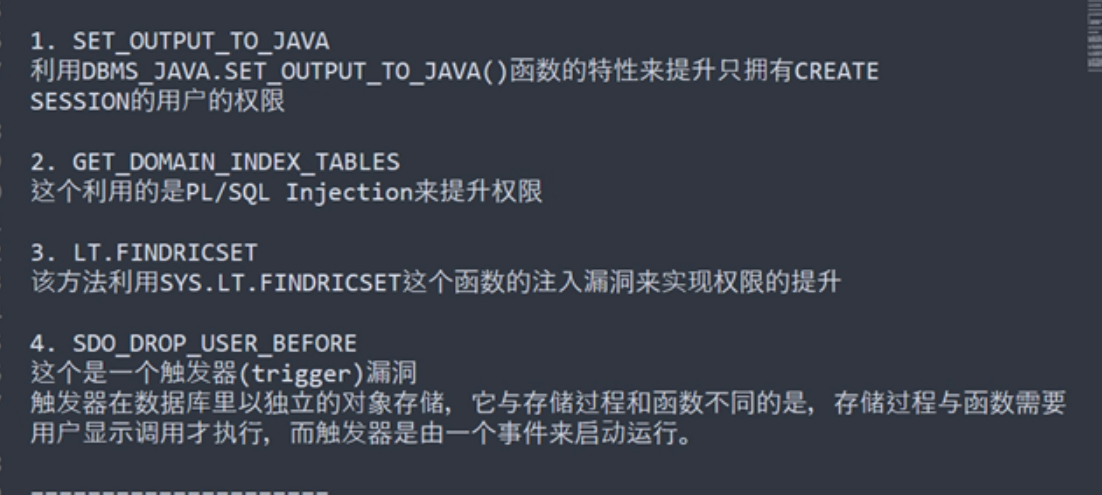 1. SET_OUTPUT_TO_JAVA
利用DBMS_JAVA.SET_OUTPUT_TO_JAVA()函数的特性来提升只拥有CREATE
SESSION的用户的权限
2. GET_DOMAIN_INDEX_TABLES
这个利用的是PL/SQL Injection来提升权限
3. LT.FINDRICSET
该方法利用SYS.LT.FINDRICSET这个函数的注入漏洞来实现权限的提升
4. SDO_DROP_USER_BEFORE
这个是一个触发器(trigger)漏洞
触发器在数据库里以独立的对象存储，它与存储过程和函数不同的是，存储过程与函数需要
用户显示调用才执行，而触发器是由一个事件来启动运行。